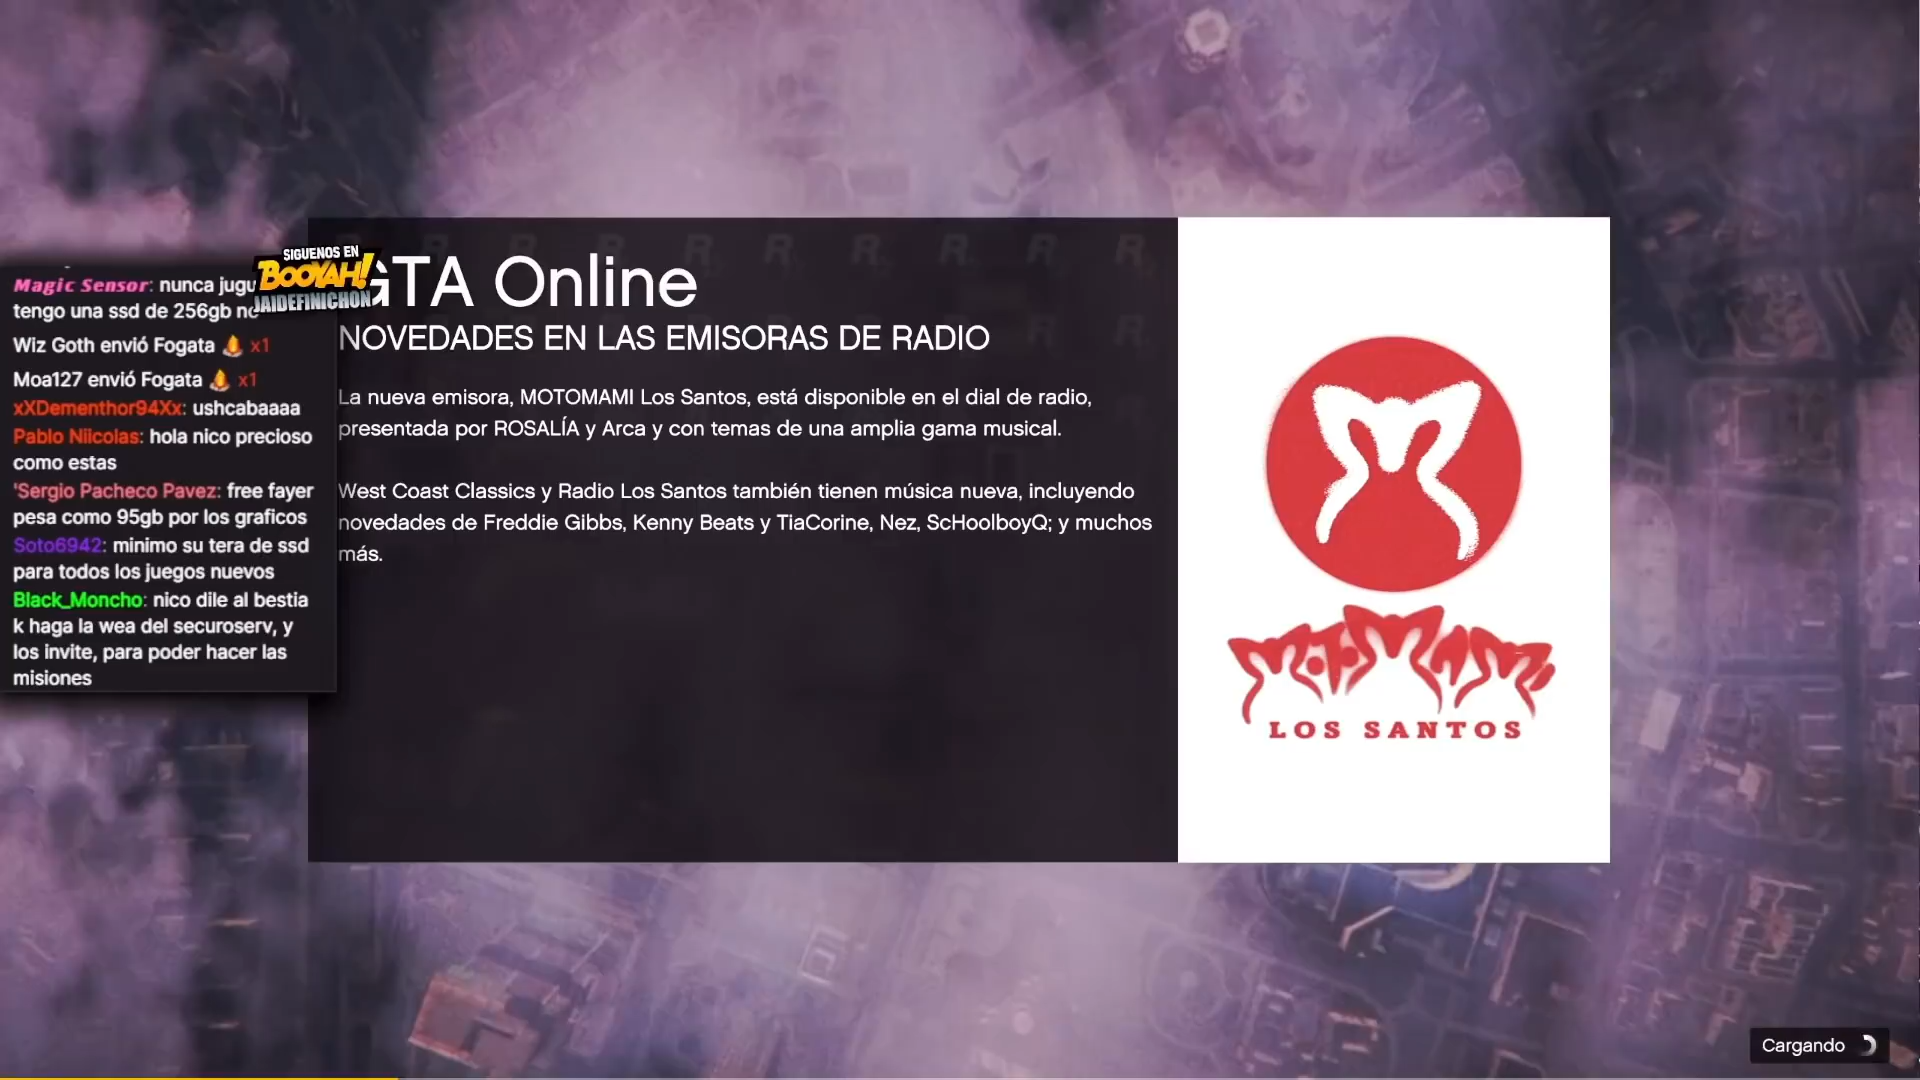 SIGUENOS EN
BOOYAH!
JAIDEFINICHON
GTA Online
NOVEDADES EN LAS EMISORAS DE RADIO
La nueva emisora, MOTOMAMI Los Santos, está disponible en el dial de radio,
presentada por ROSALÍA y Arca y con temas de una amplia gama musical.
West Coast Classics y Radio Los Santos también tienen música nueva, incluyendo
novedades de Freddie Gibbs, Kenny Beats y TiaCorine, Nez, ScHoolboyQ; y muchos
más.
Magic Sensor: nunca jugu
tengo una ssd de 256gb no
Wiz Goth envió Fogata x1
Moa127 envió Fogata x1
xXDementhor94Xx: ushcabaaaa
Pablo Niicolas: hola nico precioso
como estas
'Sergio Pacheco Pavez: free fayer
pesa como 95gb por los graficos
Soto6942: minimo su tera de ssd
para todos los juegos nuevos
Black_Moncho: nico dile al bestia
k haga la wea del securoserv, y
los invite, para poder hacer las
misiones
MOTOMAMI
LOS SANTOS
Cargando